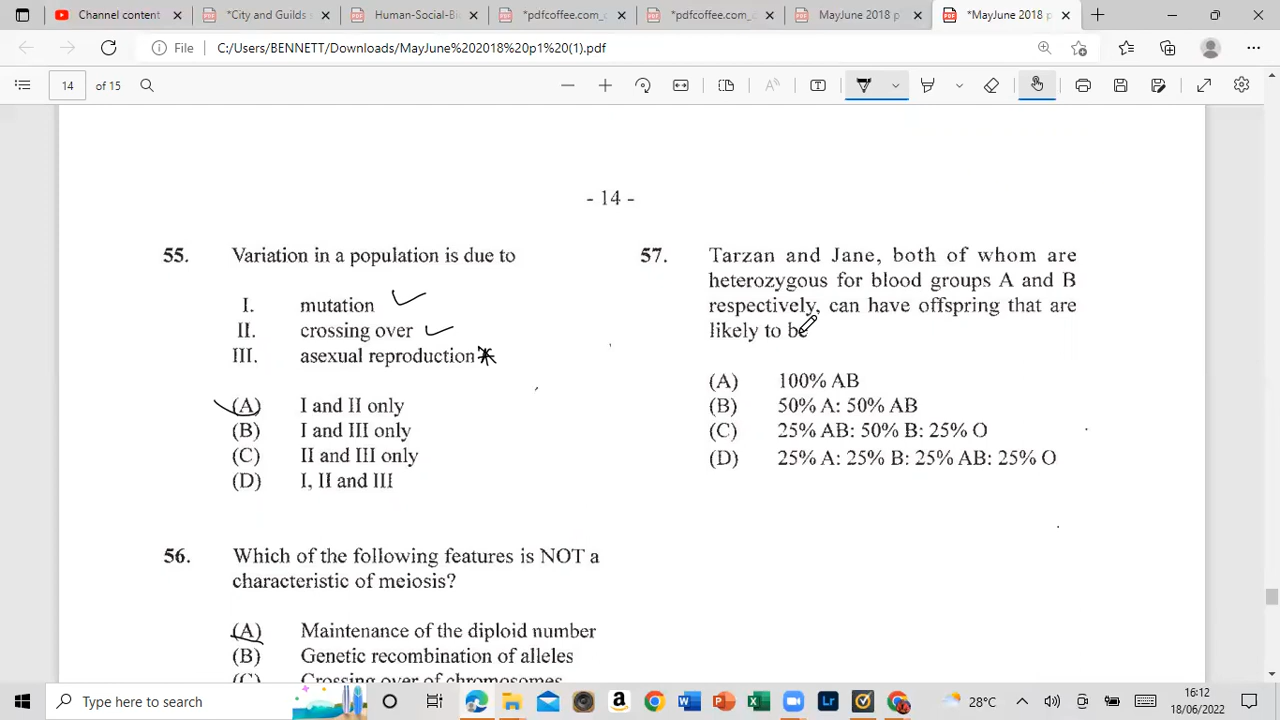 Channel content
*City and Guilds s
Human-Social-Bi
*pdfcoffee.com_c
*pdfcoffee.com_
MayJune 2018 p
*MayJune 2018 p
File
C:/Users/BENNETT/Downloads/MayJune%202018%20p1%20(1).pdf
14 of 15
- 14 -
55. Variation in a population is due to
I. mutation
II. crossing over
III. asexual reproduction
(A) I and II only
(B) I and III only
(C) II and III only
(D) I, II and III
56. Which of the following features is NOT a
characteristic of meiosis?
(A) Maintenance of the diploid number
(B) Genetic recombination of alleles
(C) Crossing over of chromosomes
57. Tarzan and Jane, both of whom are
heterozygous for blood groups A and B
respectively, can have offspring that are
likely to be
(A) 100% AB
(B) 50% A: 50% AB
(C) 25% AB: 50% B: 25% O
(D) 25% A: 25% B: 25% AB: 25% O
Type here to search
28°C
16:12
18/06/2022